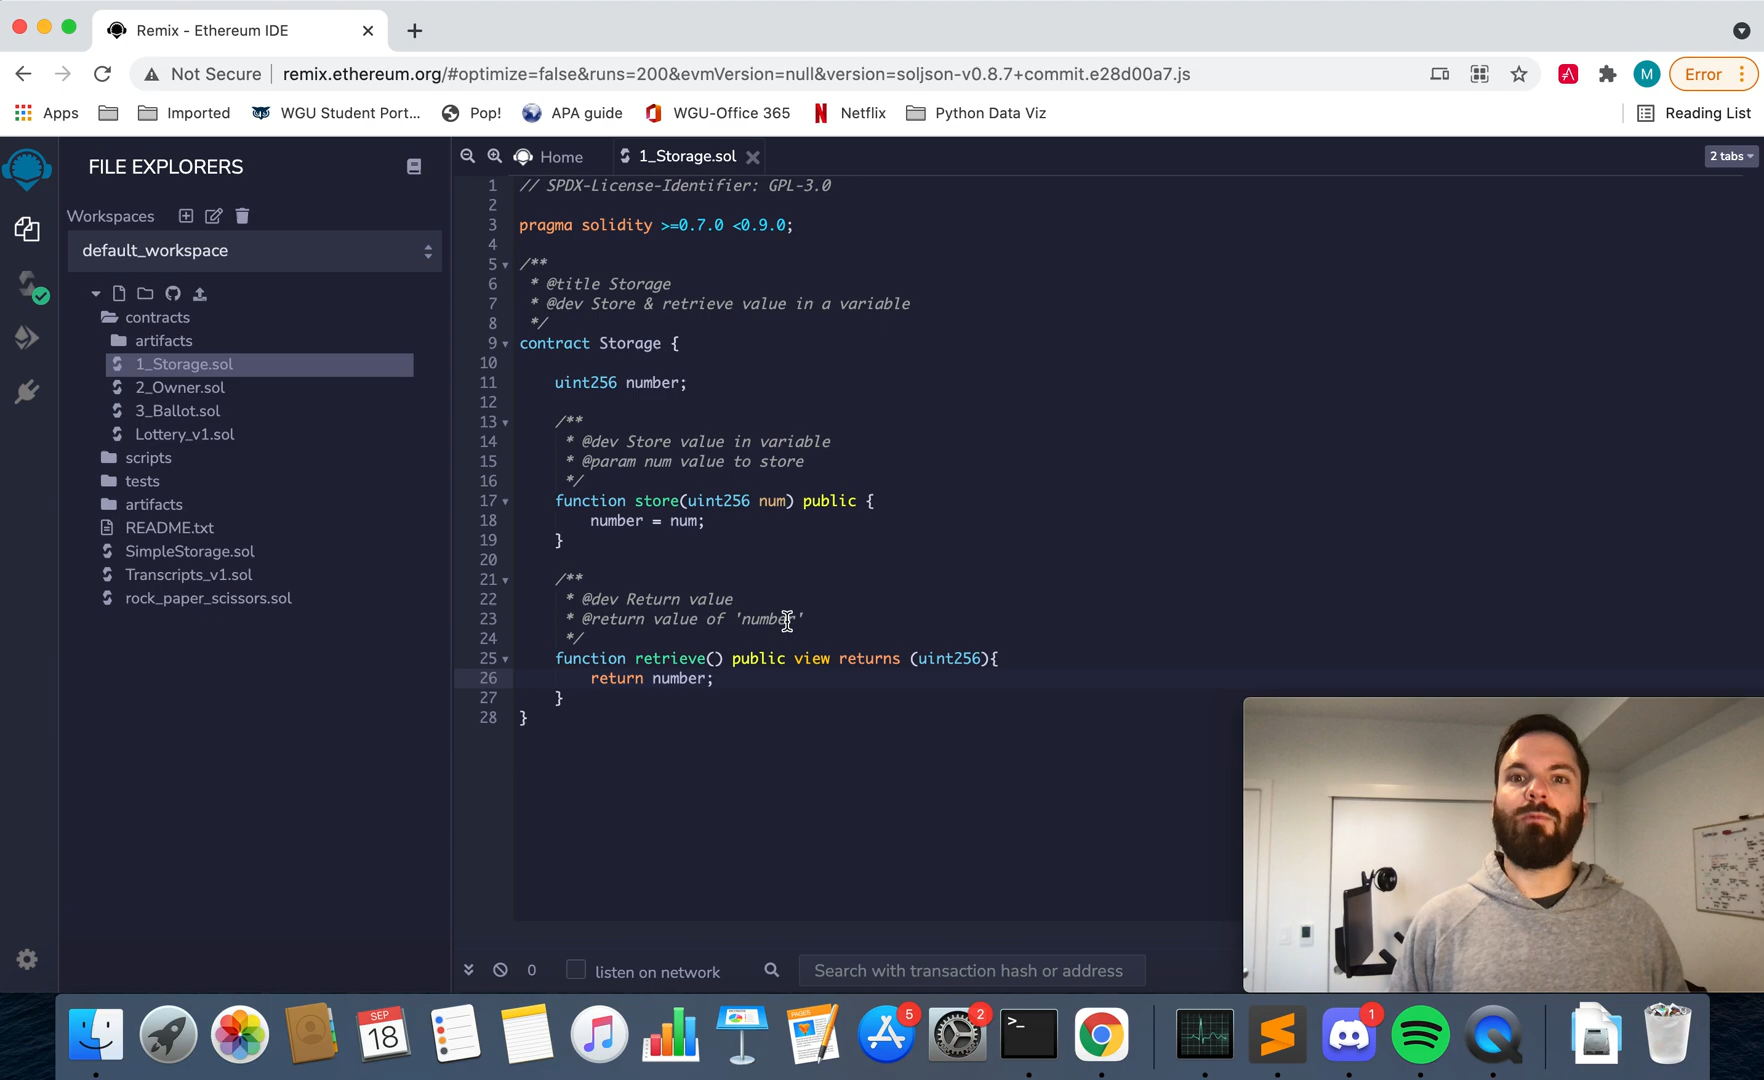 Remix - Ethereum IDE
Not Secure
remix.ethereum.org/#optimize=false&runs=200&evmVersion=null&version=soljson-v0.8.7+commit.e28d00a7.js
M
Error
Apps
Imported
WGU Student Port...
Pop!
APA guide
WGU-Office 365
Netflix
Python Data Viz
Reading List
FILE EXPLORERS
Workspaces
default_workspace
contracts
artifacts
1_Storage.sol
2_Owner.sol
3_Ballot.sol
Lottery_v1.sol
scripts
tests
artifacts
README.txt
SimpleStorage.sol
Transcripts_v1.sol
rock_paper_scissors.sol
Home
1_Storage.sol
2 tabs
1 // SPDX-License-Identifier: GPL-3.0
2
3 pragma solidity >=0.7.0 <0.9.0;
4
5 /**
6 * @title Storage
7 * @dev Store & retrieve value in a variable
8 */
9 contract Storage {
10
11 uint256 number;
12
13 /**
14 * @dev Store value in variable
15 * @param num value to store
16 */
17 function store(uint256 num) public {
18 number = num;
19 }
20
21 /**
22 * @dev Return value
23 * @return value of 'number'
24 */
25 function retrieve() public view returns (uint256){
26 return number;
27 }
28 }
0
listen on network
Search with transaction hash or address
SEP
18
PAGES
5
2
>_
1